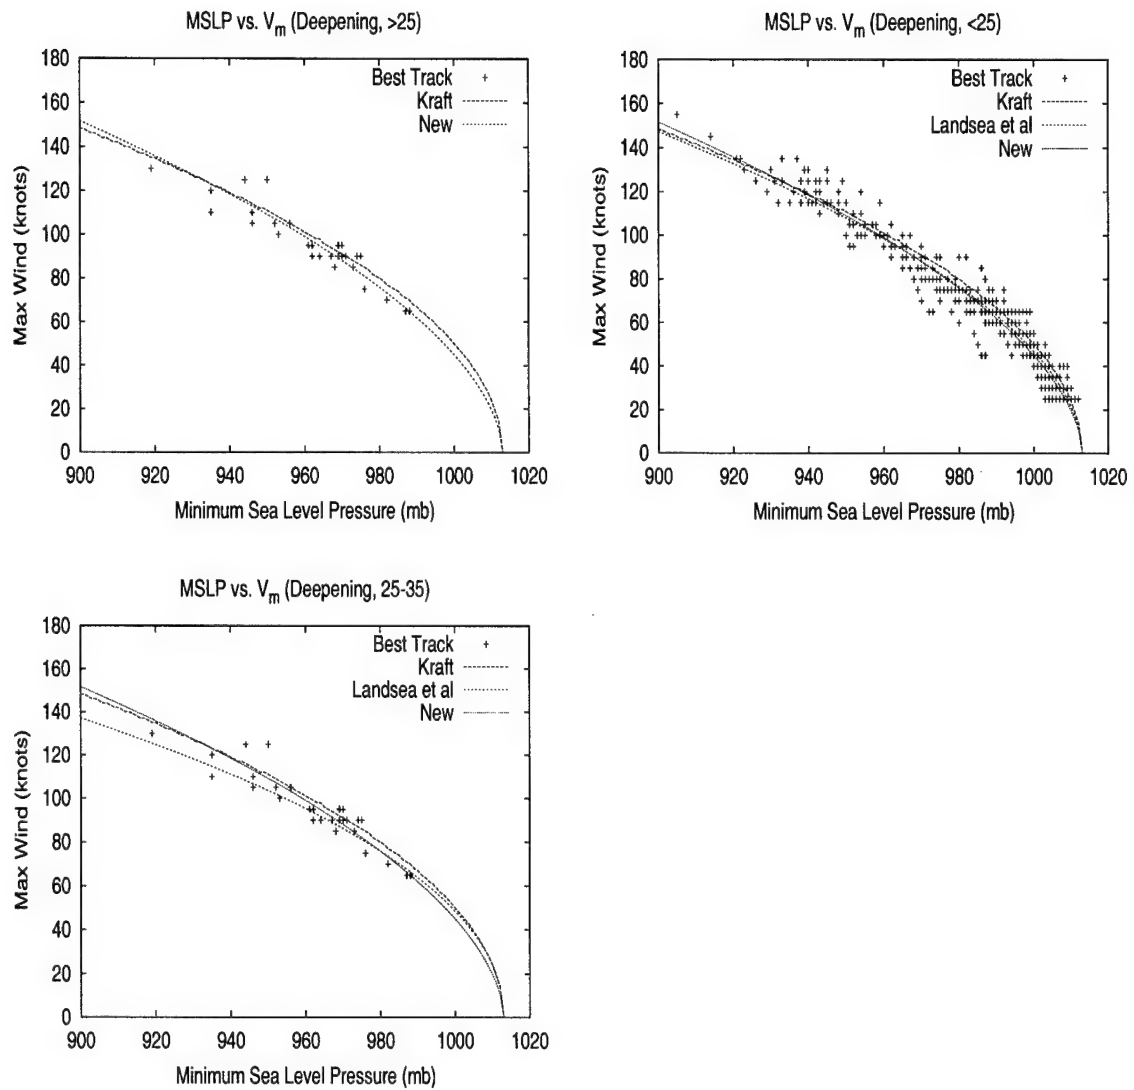 MSLP vs. Vm (Deepening, >25)
180
160
140
120
100
80
60
40
20
0
Max Wind (knots)
Best Track
Kraft
New
900 920 940 960 980 1000 1020
Minimum Sea Level Pressure (mb)
MSLP vs. Vm (Deepening, <25)
180
160
140
120
100
80
60
40
20
0
Max Wind (knots)
Best Track
Kraft
Landsea et al
New
900 920 940 960 980 1000 1020
Minimum Sea Level Pressure (mb)
MSLP vs. Vm (Deepening, 25-35)
180
160
140
120
100
80
60
40
20
0
Max Wind (knots)
Best Track
Kraft
Landsea et al
New
900 920 940 960 980 1000 1020
Minimum Sea Level Pressure (mb)